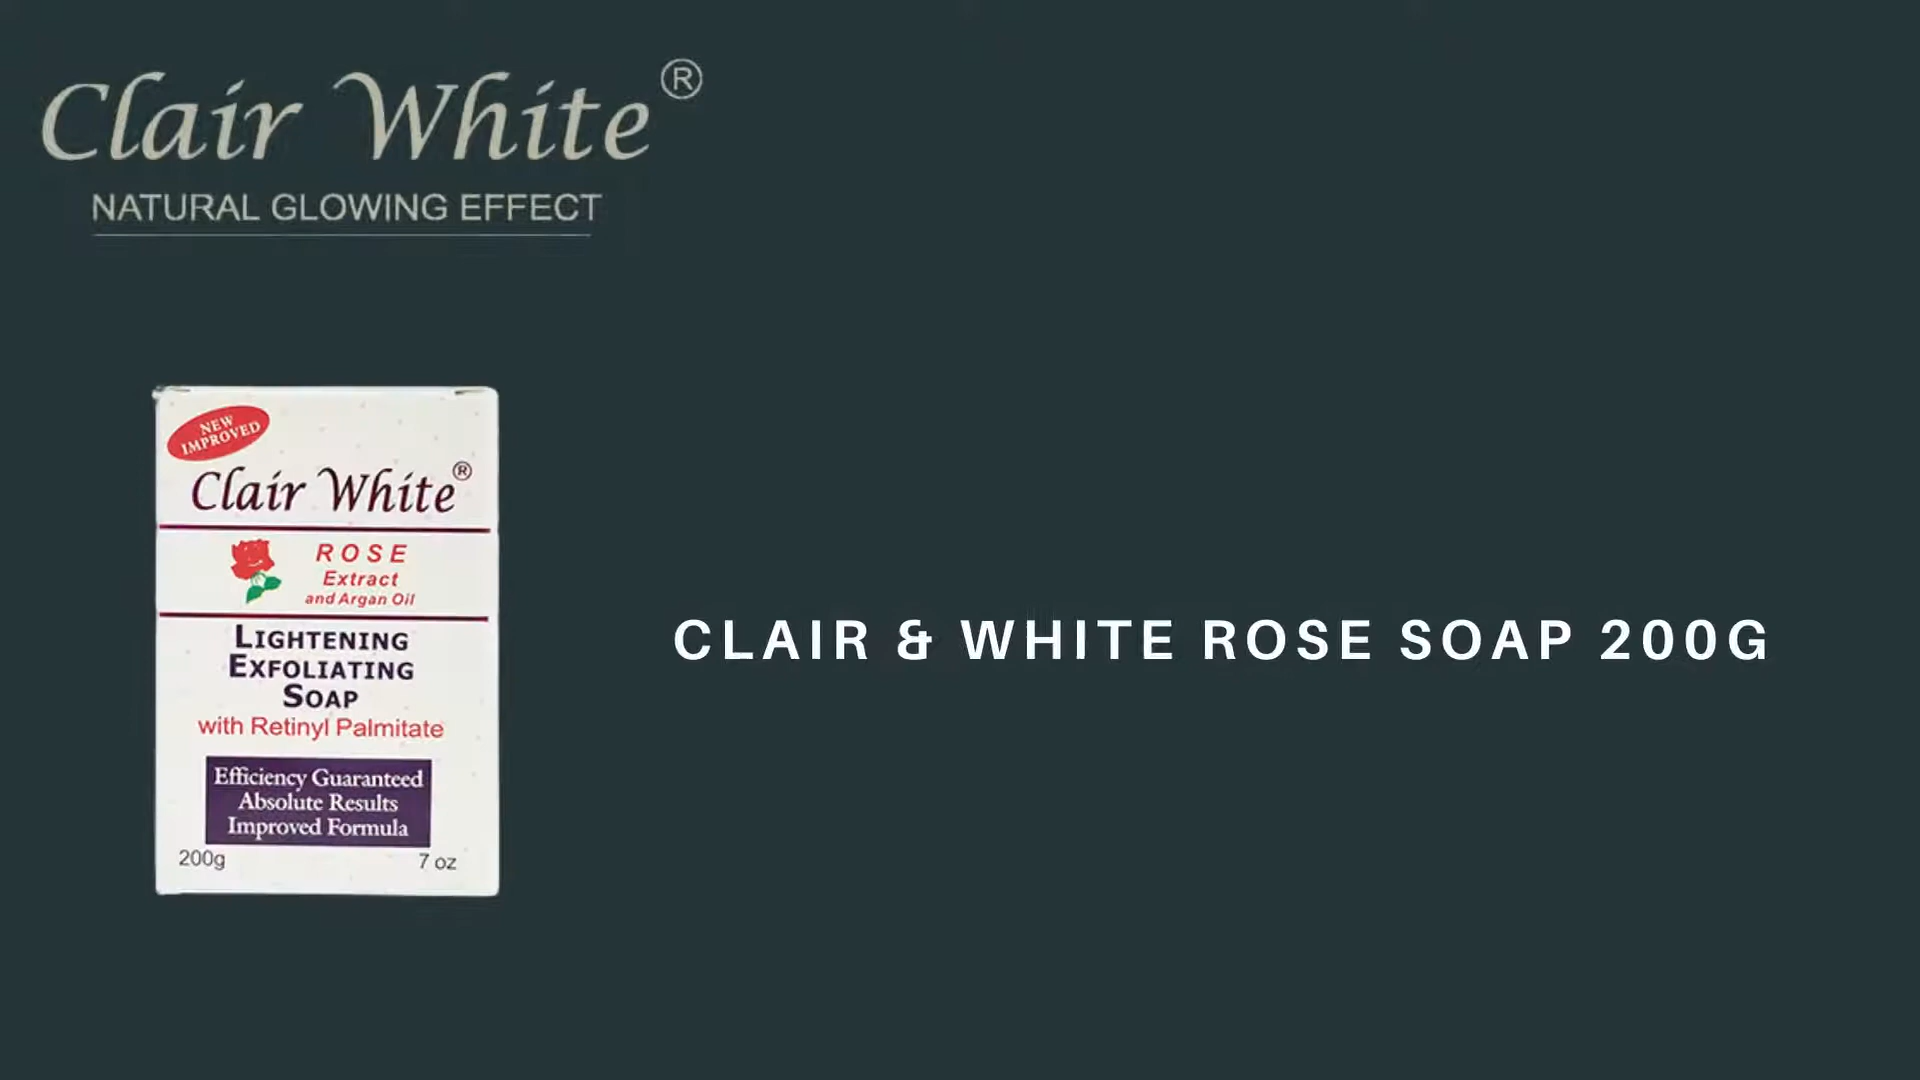 Clair White®
NATURAL GLOWING EFFECT
NEW
IMPROVED
Clair White®
ROSE
Extract
and Argan Oil
LIGHTENING
EXFOLIATING
SOAP
with Retinyl Palmitate
Efficiency Guaranteed
Absolute Results
Improved Formula
200g 7 oz
CLAIR & WHITE ROSE SOAP 200G